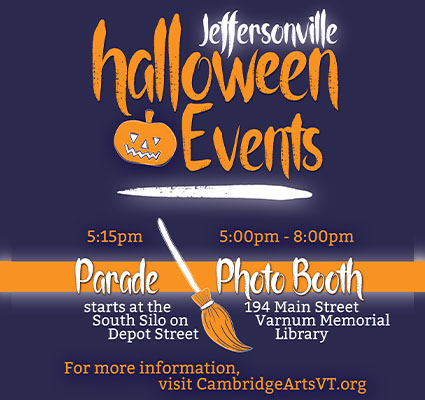 Jeffersonville
halloween
Events
5:15pm
Parade
starts at the
South Silo on
Depot Street
5:00pm - 8:00pm
Photo Booth
194 Main Street
Varnum Memorial
Library
For more information,
visit CambridgeArtsVT.org